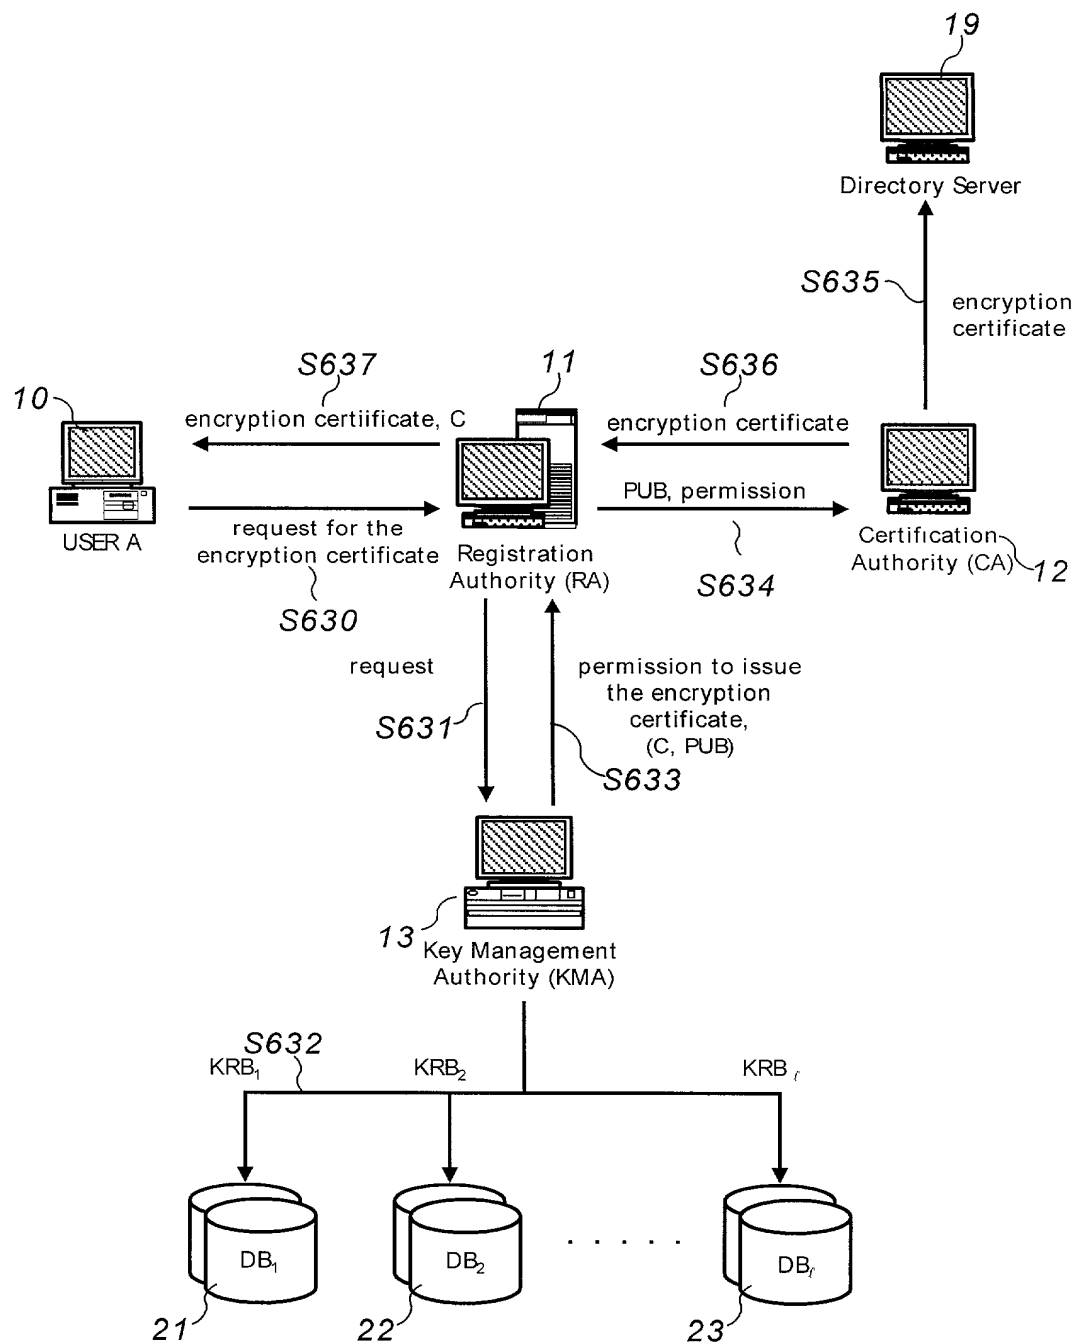 19
Directory Server
S635
encryption
certificate
S637
11
S636
10
encryption certiificate, C
encryption certificate
PUB, permission
USER A
request for the
encryption certificate
Registration
Authority (RA)
Certification
Authority (CA)
12
S634
S630
request
permission to issue
the encryption
certificate,
(C, PUB)
S631
S633
13
Key Management
Authority (KMA)
S632
KRB₁
KRB₂
KRBℓ
DB₁
DB₂
. . . . .
DBℓ
21
22
23